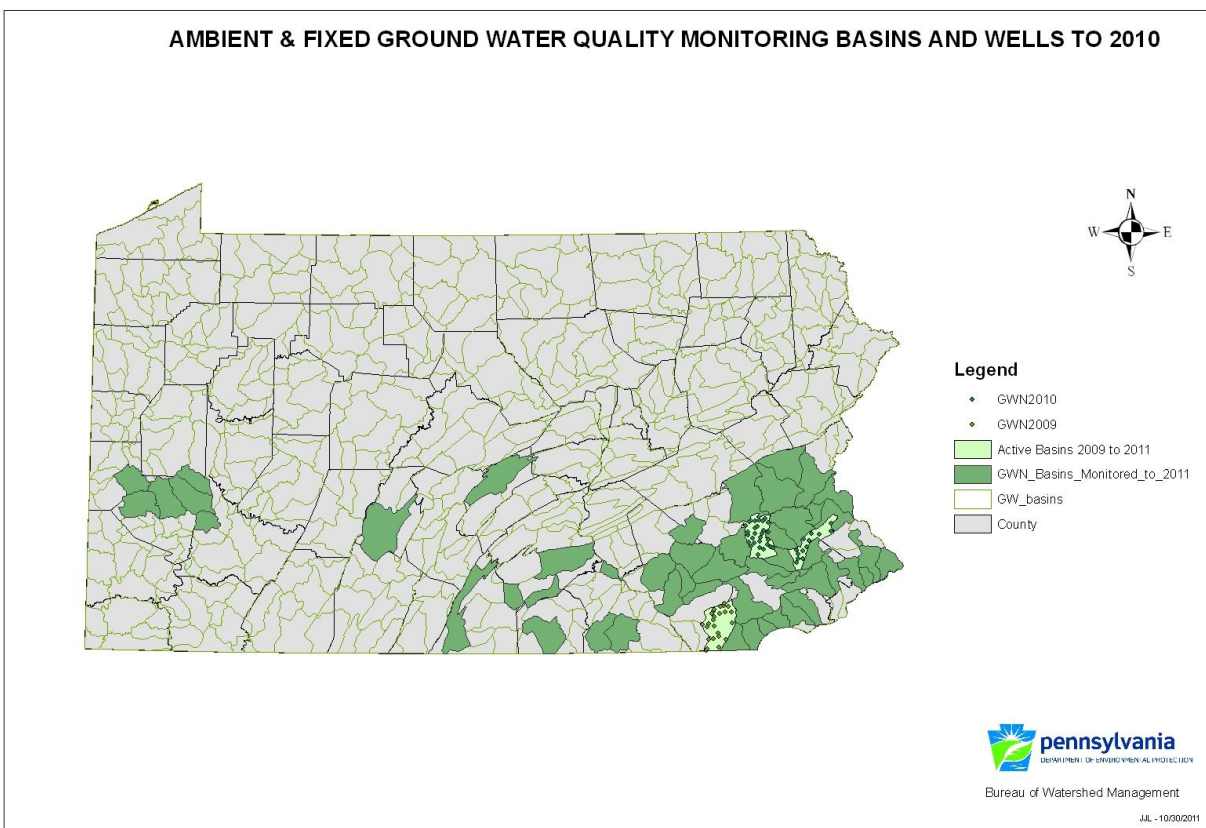 AMBIENT & FIXED GROUND WATER QUALITY MONITORING BASINS AND WELLS TO 2010
N
W E
S
Legend
GWN2010
GWN2009
Active Basins 2009 to 2011
GWN_Basins_Monitored_to_2011
GW_basins
County
pennsylvania
DEPARTMENT OF ENVIRONMENTAL PROTECTION
Bureau of Watershed Management
JJL - 10/30/2011